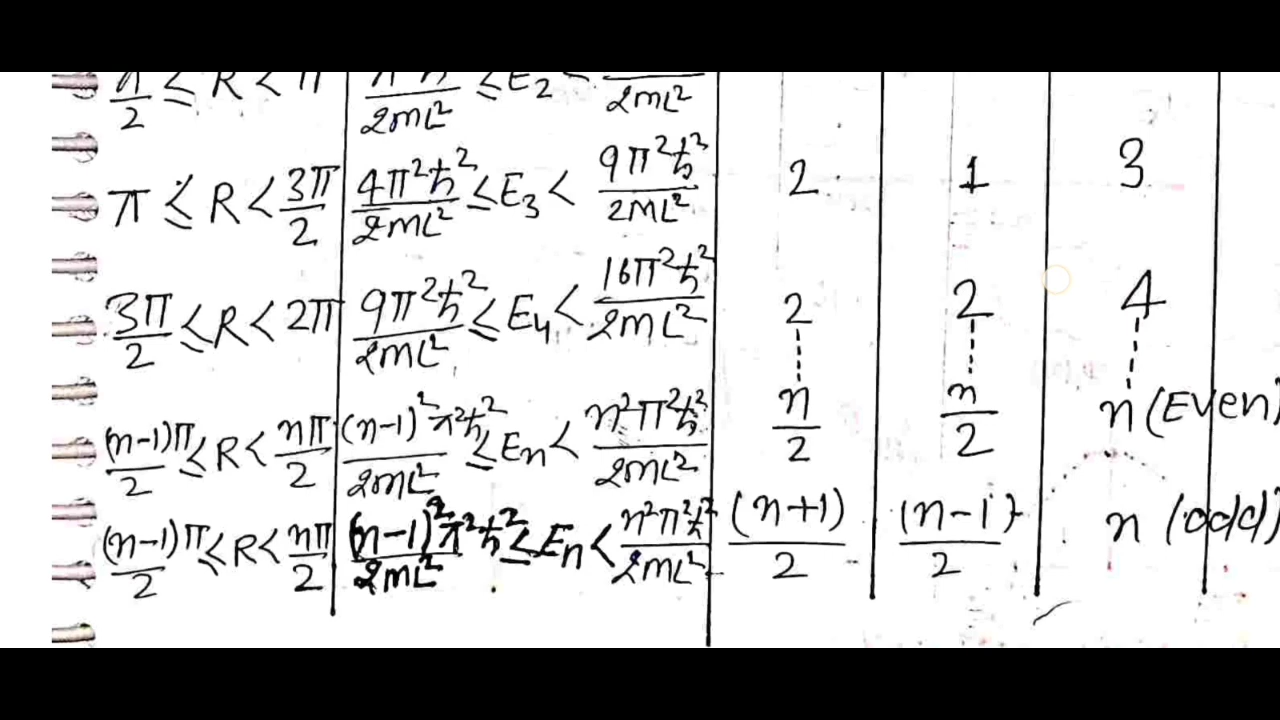 π/2 ≤ R < π | π²ħ²/2mL² ≤ E₂ < /2mL²
π ≤ R < 3π/2 | 4π²ħ²/2mL² ≤ E₃ < 9π²ħ²/2mL² | 2 | 1 | 3
3π/2 ≤ R < 2π | 9π²ħ²/2mL² ≤ E₄ < 16π²ħ²/2mL² | 2 | 2 | 4
(n-1)π/2 ≤ R < nπ/2 | (n-1)²π²ħ²/2mL² ≤ Eₙ < n²π²ħ²/2mL² | n/2 | n/2 | n (Even)
(n-1)π/2 ≤ R < nπ/2 | (n-1)²π²ħ²/2mL² ≤ Eₙ < n²π²ħ²/2mL² | (n+1)/2 | (n-1)/2 | n (odd)